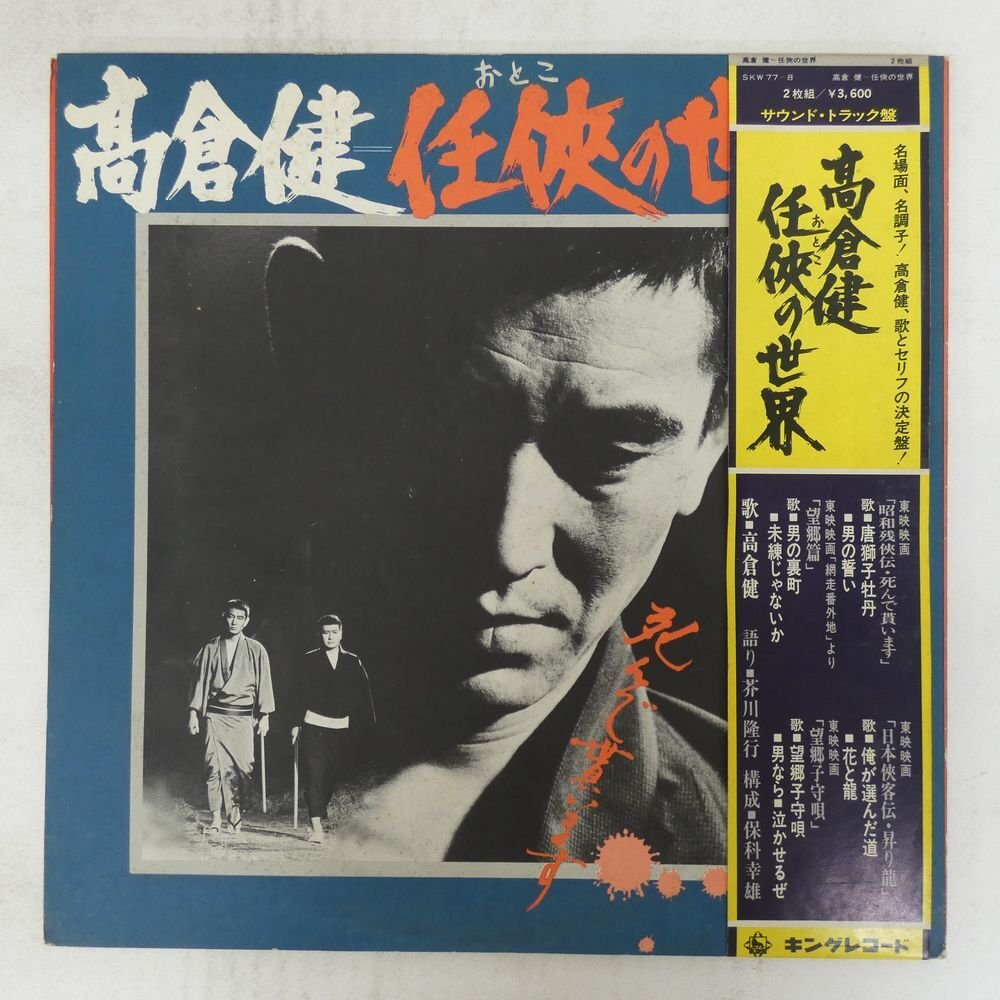 おとこ
高倉健=任侠の世
死んで貰います
高倉 健〜任侠の世界 2枚組
SKW 77-8 高倉 健〜任侠の世界
2枚組/¥3,600
サウンド・トラック盤
名場面、名調子!高倉健、歌とセリフの決定盤!
高倉健
おとこ
任侠の世界
東映映画
「昭和残侠伝・死んで貰います」
歌■唐獅子牡丹
■男の誓い
東映映画「網走番外地」より
「望郷篇」
歌■男の裏町
■未練じゃないか
東映映画
「日本侠客伝・昇り龍」
歌■俺が選んだ道
■花と龍
東映映画
「望郷子守唄」
歌■望郷子守唄
■男なら■泣かせるぜ
歌■高倉健 語り■芥川隆行 構成■保科幸雄
キングレコード